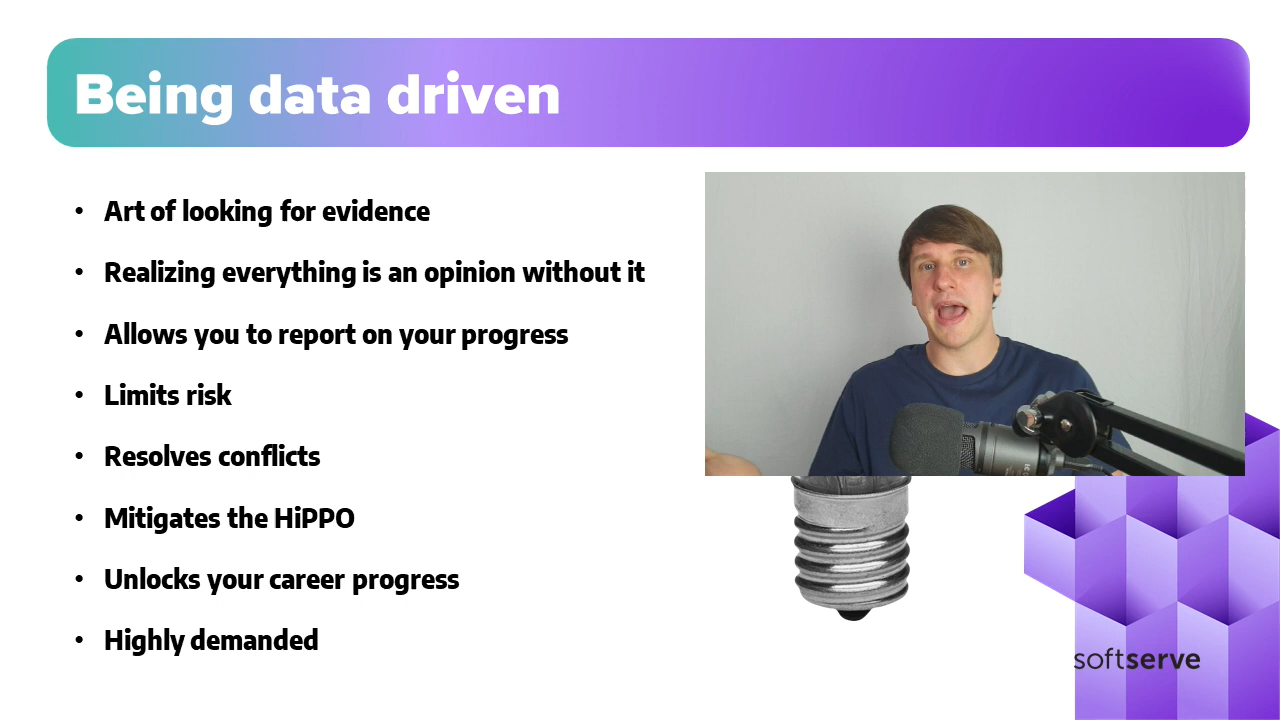 Being data driven
• Art of looking for evidence
• Realizing everything is an opinion without it
• Allows you to report on your progress
• Limits risk
• Resolves conflicts
• Mitigates the HiPPO
• Unlocks your career progress
• Highly demanded
softserve